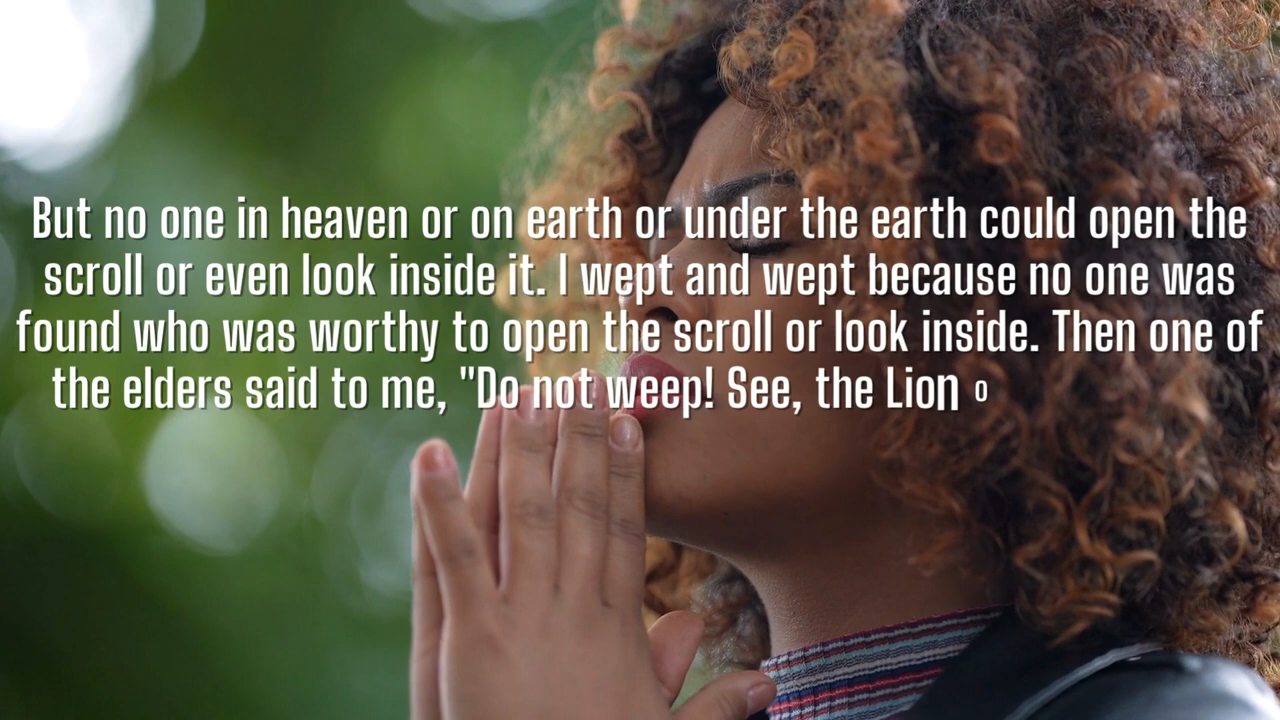 But no one in heaven or on earth or under the earth could open the
scroll or even look inside it. I wept and wept because no one was
found who was worthy to open the scroll or look inside. Then one of
the elders said to me, "Do not weep! See, the Lion o